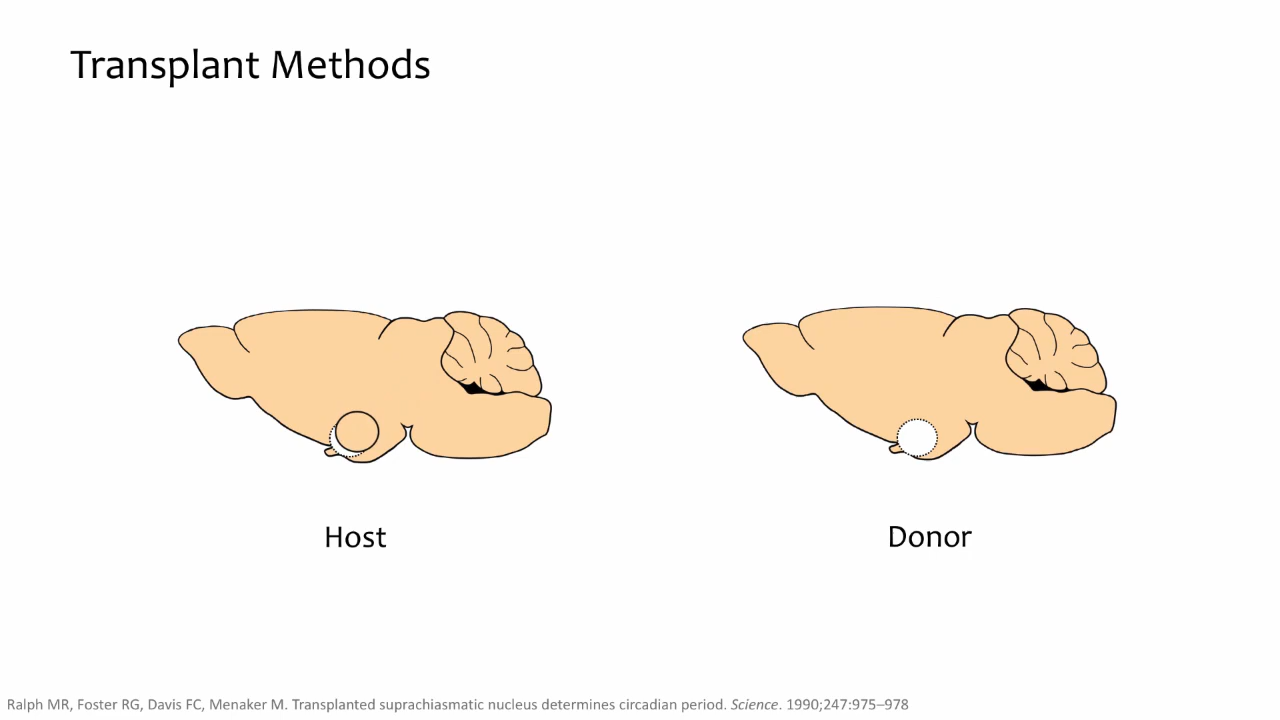 Transplant Methods
Host
Donor
Ralph MR, Foster RG, Davis FC, Menaker M. Transplanted suprachiasmatic nucleus determines circadian period. Science. 1990;247:975–978